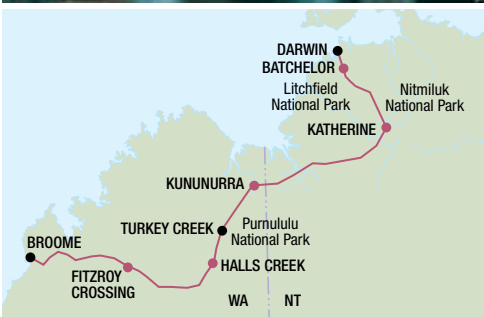 DARWIN
BATCHELOR
Litchfield
National Park
Nitmiluk
National Park
KATHERINE
KUNUNURRA
TURKEY CREEK
Purnululu
National Park
BROOME
HALLS CREEK
FITZROY
CROSSING
WA
NT